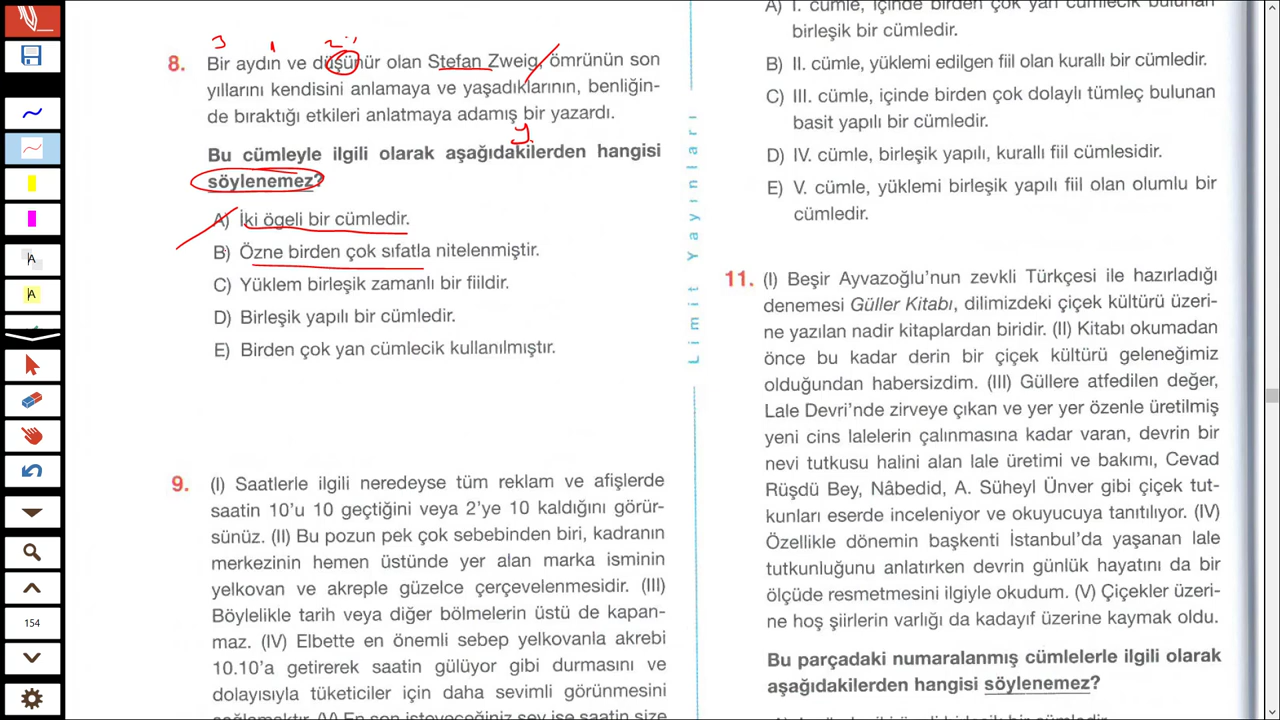 154
3 1 2
8. Bir aydın ve düşünür olan Stefan Zweig, ömrünün son
yıllarını kendisini anlamaya ve yaşadıklarının, benliğin-
de bıraktığı etkileri anlatmaya adamış bir yazardı.
y
Bu cümleyle ilgili olarak aşağıdakilerden hangisi
söylenemez?
A) İki ögeli bir cümledir.
B) Özne birden çok sıfatla nitelenmiştir.
C) Yüklem birleşik zamanlı bir fiildir.
D) Birleşik yapılı bir cümledir.
E) Birden çok yan cümlecik kullanılmıştır.
9. (I) Saatlerle ilgili neredeyse tüm reklam ve afişlerde
saatin 10’u 10 geçtiğini veya 2’ye 10 kaldığını görür-
sünüz. (II) Bu pozun pek çok sebebinden biri, kadranın
merkezinin hemen üstünde yer alan marka isminin
yelkovan ve akreple güzelce çerçevelenmesidir. (III)
Böylelikle tarih veya diğer bölmelerin üstü de kapan-
maz. (IV) Elbette en önemli sebep yelkovanla akrebi
10.10’a getirerek saatin gülüyor gibi durmasını ve
dolayısıyla tüketiciler için daha sevimli görünmesini
sağlamaktır. (V) En son isteyeceğiniz şey ise saatin size
Limit Yayınları
A) I. cümle, içinde birden çok yan cümlecik bulunan
birleşik bir cümledir.
B) II. cümle, yüklemi edilgen fiil olan kurallı bir cümledir.
C) III. cümle, içinde birden çok dolaylı tümleç bulunan
basit yapılı bir cümledir.
D) IV. cümle, birleşik yapılı, kurallı fiil cümlesidir.
E) V. cümle, yüklemi birleşik yapılı fiil olan olumlu bir
cümledir.
11. (I) Beşir Ayvazoğlu’nun zevkli Türkçesi ile hazırladığı
denemesi Güller Kitabı, dilimizdeki çiçek kültürü üzeri-
ne yazılan nadir kitaplardan biridir. (II) Kitabı okumadan
önce bu kadar derin bir çiçek kültürü geleneğimiz
olduğundan habersizdim. (III) Güllere atfedilen değer,
Lale Devri’nde zirveye çıkan ve yer yer özenle üretilmiş
yeni cins lalelerin çalınmasına kadar varan, devrin bir
nevi tutkusu halini alan lale üretimi ve bakımı, Cevad
Rüşdü Bey, Nâbedid, A. Süheyl Ünver gibi çiçek tut-
kunları eserde inceleniyor ve okuyucuya tanıtılıyor. (IV)
Özellikle dönemin başkenti İstanbul’da yaşanan lale
tutkunluğunu anlatırken devrin günlük hayatını da bir
ölçüde resmetmesini ilgiyle okudum. (V) Çiçekler üzeri-
ne hoş şiirlerin varlığı da kadayıf üzerine kaymak oldu.
Bu parçadaki numaralanmış cümlelerle ilgili olarak
aşağıdakilerden hangisi söylenemez?